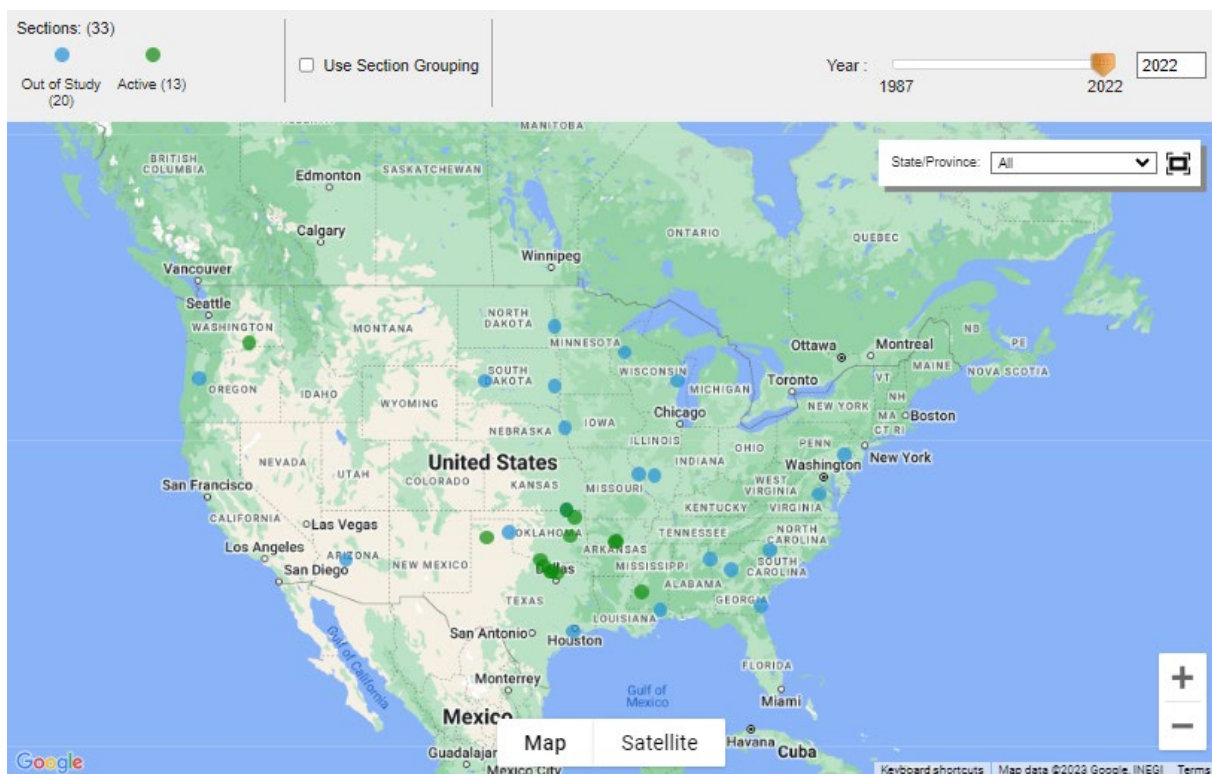 Sections: (33)
Out of Study
(20)
Active (13)
Use Section Grouping
Year :
1987
2022
2022
MANITOBA
State/Province:
All
BRITISH
COLUMBIA
Edmonton
SASKATCHEWAN
Calgary
ONTARIO
QUEBEC
Winnipeg
Vancouver
Seattle
WASHINGTON
MONTANA
NORTH
DAKOTA
MINNESOTA
Ottawa
Montreal
NB
PE
NOVA SCOTIA
MAINE
VT
NH
OREGON
IDAHO
WYOMING
SOUTH
DAKOTA
WISCONSIN
MICHIGAN
Toronto
NEW YORK
MA
Boston
CT RI
Chicago
NEBRASKA
IOWA
ILLINOIS
INDIANA
OHIO
PENN
New York
Washington
NEVADA
UTAH
COLORADO
United States
KANSAS
MISSOURI
WEST
VIRGINIA
San Francisco
CALIFORNIA
Las Vegas
KENTUCKY
VIRGINIA
Los Angeles
ARIZONA
NEW MEXICO
OKLAHOMA
ARKANSAS
TENNESSEE
NORTH
CAROLINA
San Diego
Dallas
MISSISSIPPI
SOUTH
CAROLINA
ALABAMA
TEXAS
GEORGIA
LOUISIANA
San Antonio
Houston
Gulf of
California
FLORIDA
Monterrey
Gulf of
Mexico
Miami
Mexico
Map
Satellite
Havana
Cuba
Guadalajar
Mexico City
Google
Keyboard shortcuts
Map data ©2023 Google, INEGI
Terms